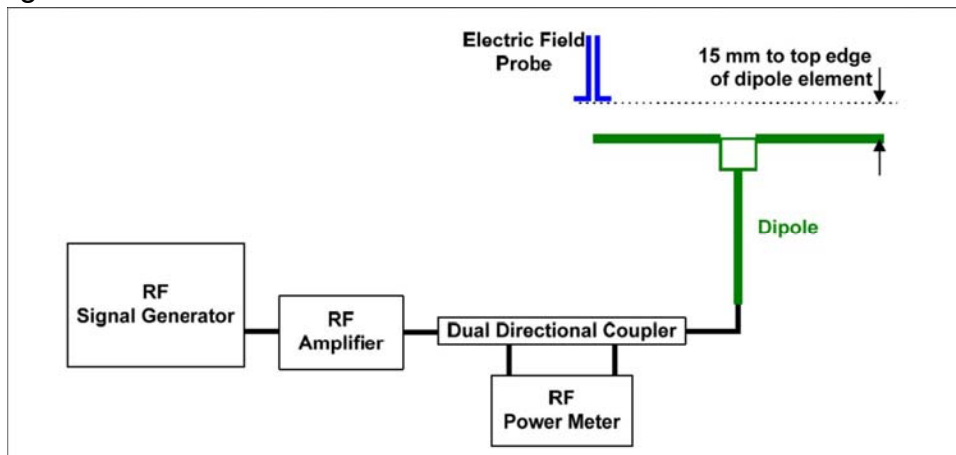 Electric Field
Probe
15 mm to top edge
of dipole element
Dipole
RF
Signal Generator
RF
Amplifier
Dual Directional Coupler
RF
Power Meter